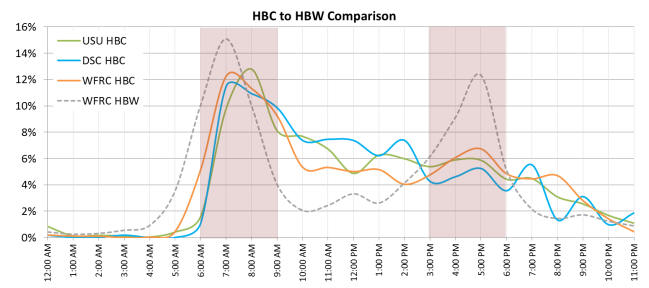 HBC to HBW Comparison
16%
14%
12%
10%
8%
6%
4%
2%
0%
USU HBC
DSC HBC
WFRC HBC
WFRC HBW
12:00 AM
1:00 AM
2:00 AM
3:00 AM
4:00 AM
5:00 AM
6:00 AM
7:00 AM
8:00 AM
9:00 AM
10:00 AM
11:00 AM
12:00 PM
1:00 PM
2:00 PM
3:00 PM
4:00 PM
5:00 PM
6:00 PM
7:00 PM
8:00 PM
9:00 PM
10:00 PM
11:00 PM